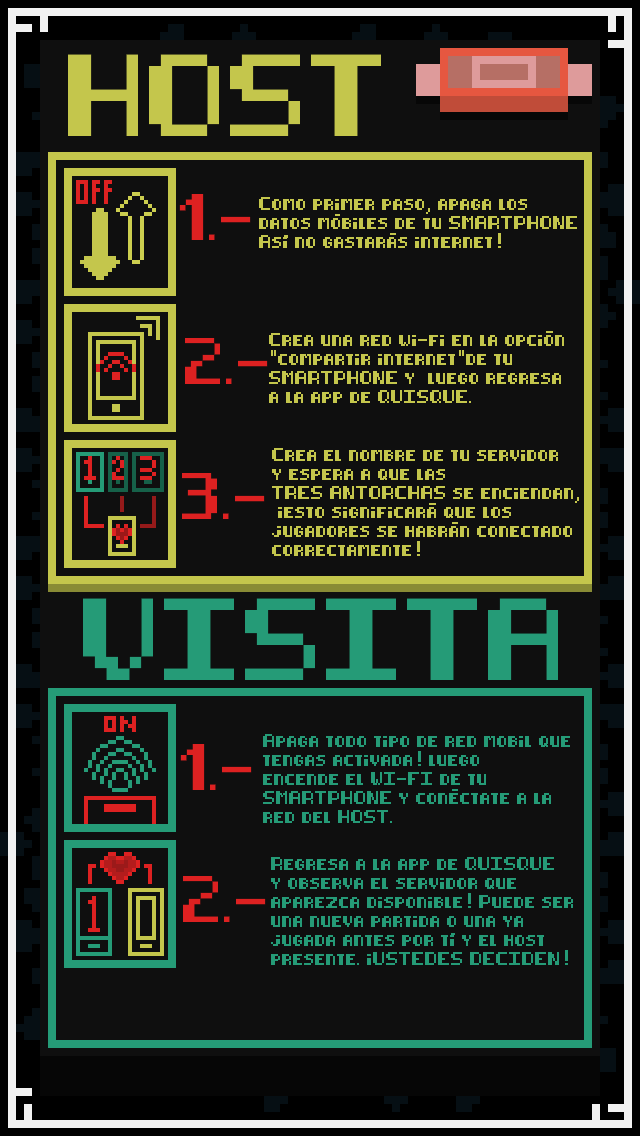 HOST
OFF
1.- Como primer paso, apaga los
datos móbiles de tu SMARTPHONE
Así no gastarás internet!
2.- Crea una red Wi-Fi en la opción
"compartir internet"de tu
SMARTPHONE Y luego regresa
a la app de QUISQUE.
1 2 3
3.- Crea el nombre de tu servidor
y espera a que las
TRES ANTORCHAS se enciendan,
¡esto significará que los
jugadores se habrán conectado
correctamente!
VISITA
ON
1.- Apaga todo tipo de red mobil que
tengas activada! luego
encende el WI-FI de tu
SMARTPHONE y conéctate a la
red del HOST.
1
2.- Regresa a la app de QUISQUE
y observa el servidor que
aparezca disponible! Puede ser
una nueva partida o una ya
jugada antes por tí y el host
presente. ¡USTEDES DECIDEN!